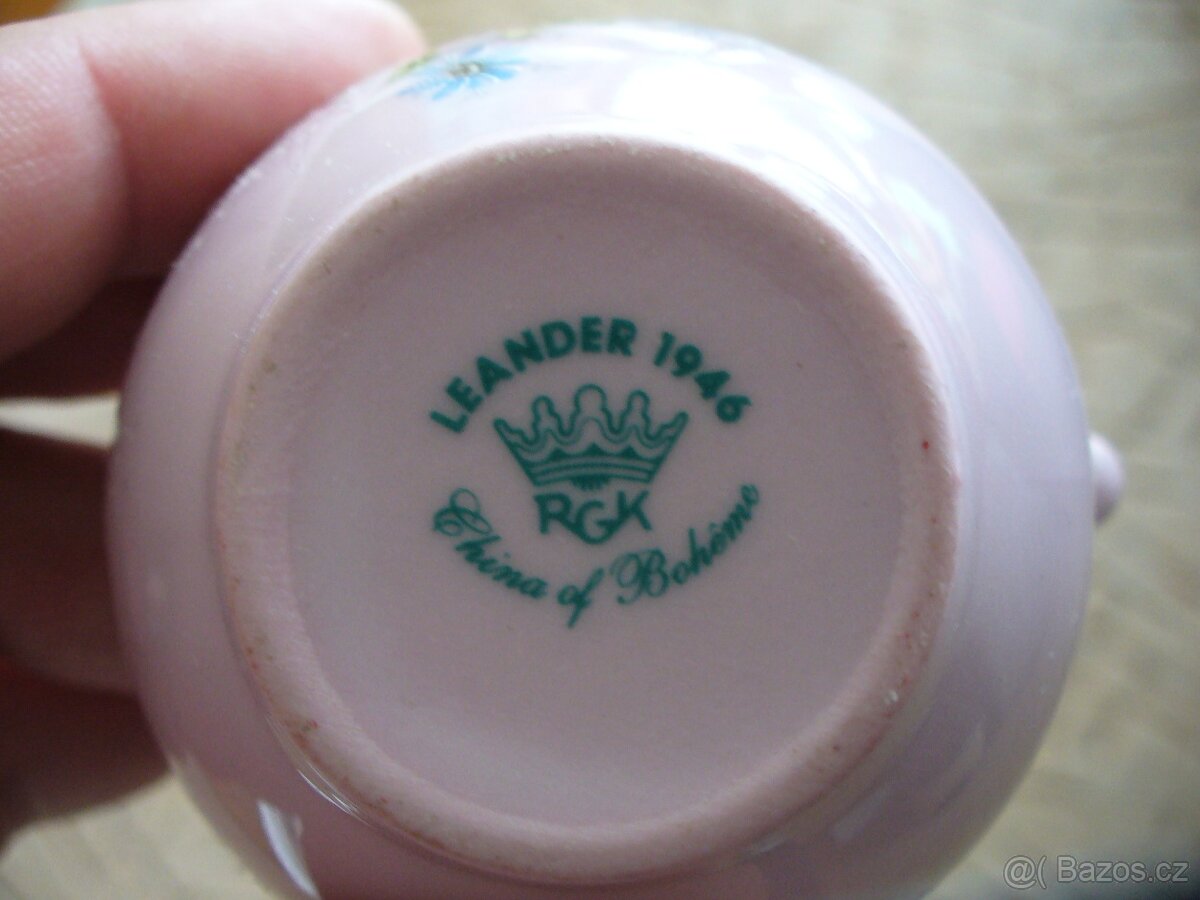 LEANDER 1946
RGK
China of Bohême
@( Bazos.cz